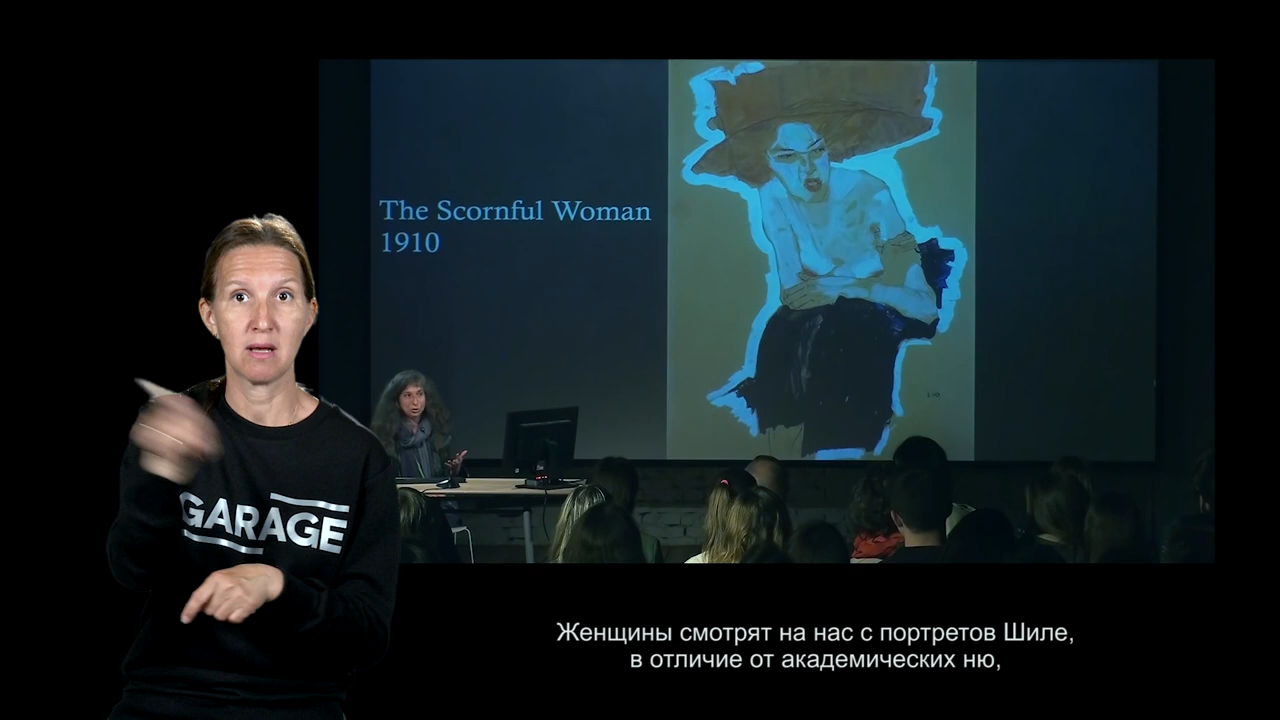 The Scornful Woman
1910
GARAGE
Женщины смотрят на нас с портретов Шиле,
в отличие от академических ню,